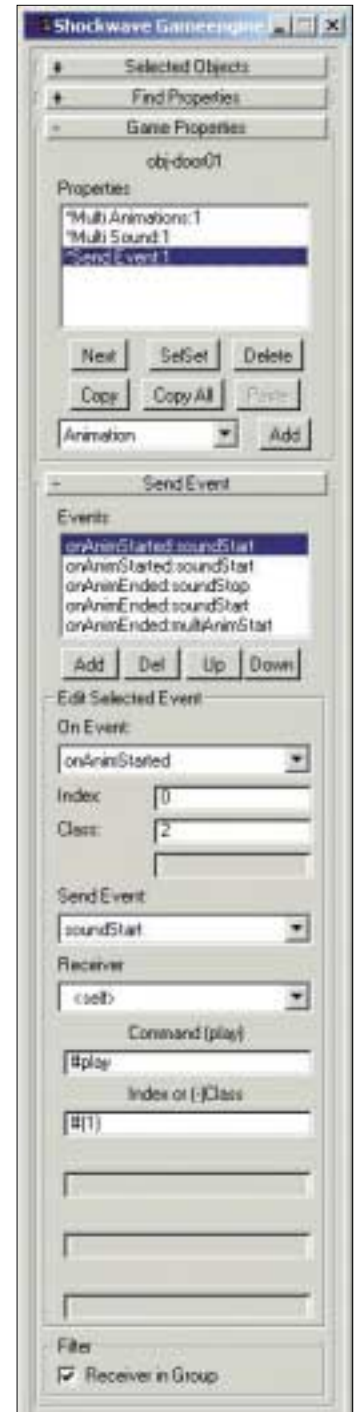 Shockwave Gameengine
+ Selected Objects
+ Find Properties
- Game Properties
obj-door01
Properties
*Multi Animations:1
*Multi Sound:1
*Send Event:1
Next SelSet Delete
Copy Copy All Paste
Animation Add
- Send Event
Events
onAnimStarted:soundStart
onAnimStarted:soundStart
onAnimEnded:soundStop
onAnimEnded:soundStart
onAnimEnded:multiAnimStart
Add Del Up Down
Edit Selected Event
On Event:
onAnimStarted
Index: 0
Class: 2
Send Event
soundStart
Receiver
<self>
Command (play)
#play
Index or (-)Class
#(1)
Filter
Receiver in Group